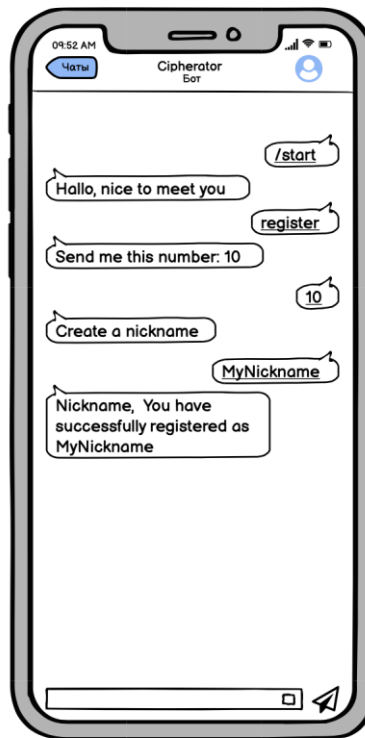 09:52 AM
Чаты
Cipherator
Бот
/start
Hallo, nice to meet you
register
Send me this number: 10
10
Create a nickname
MyNickname
Nickname, You have
successfully registered as
MyNickname